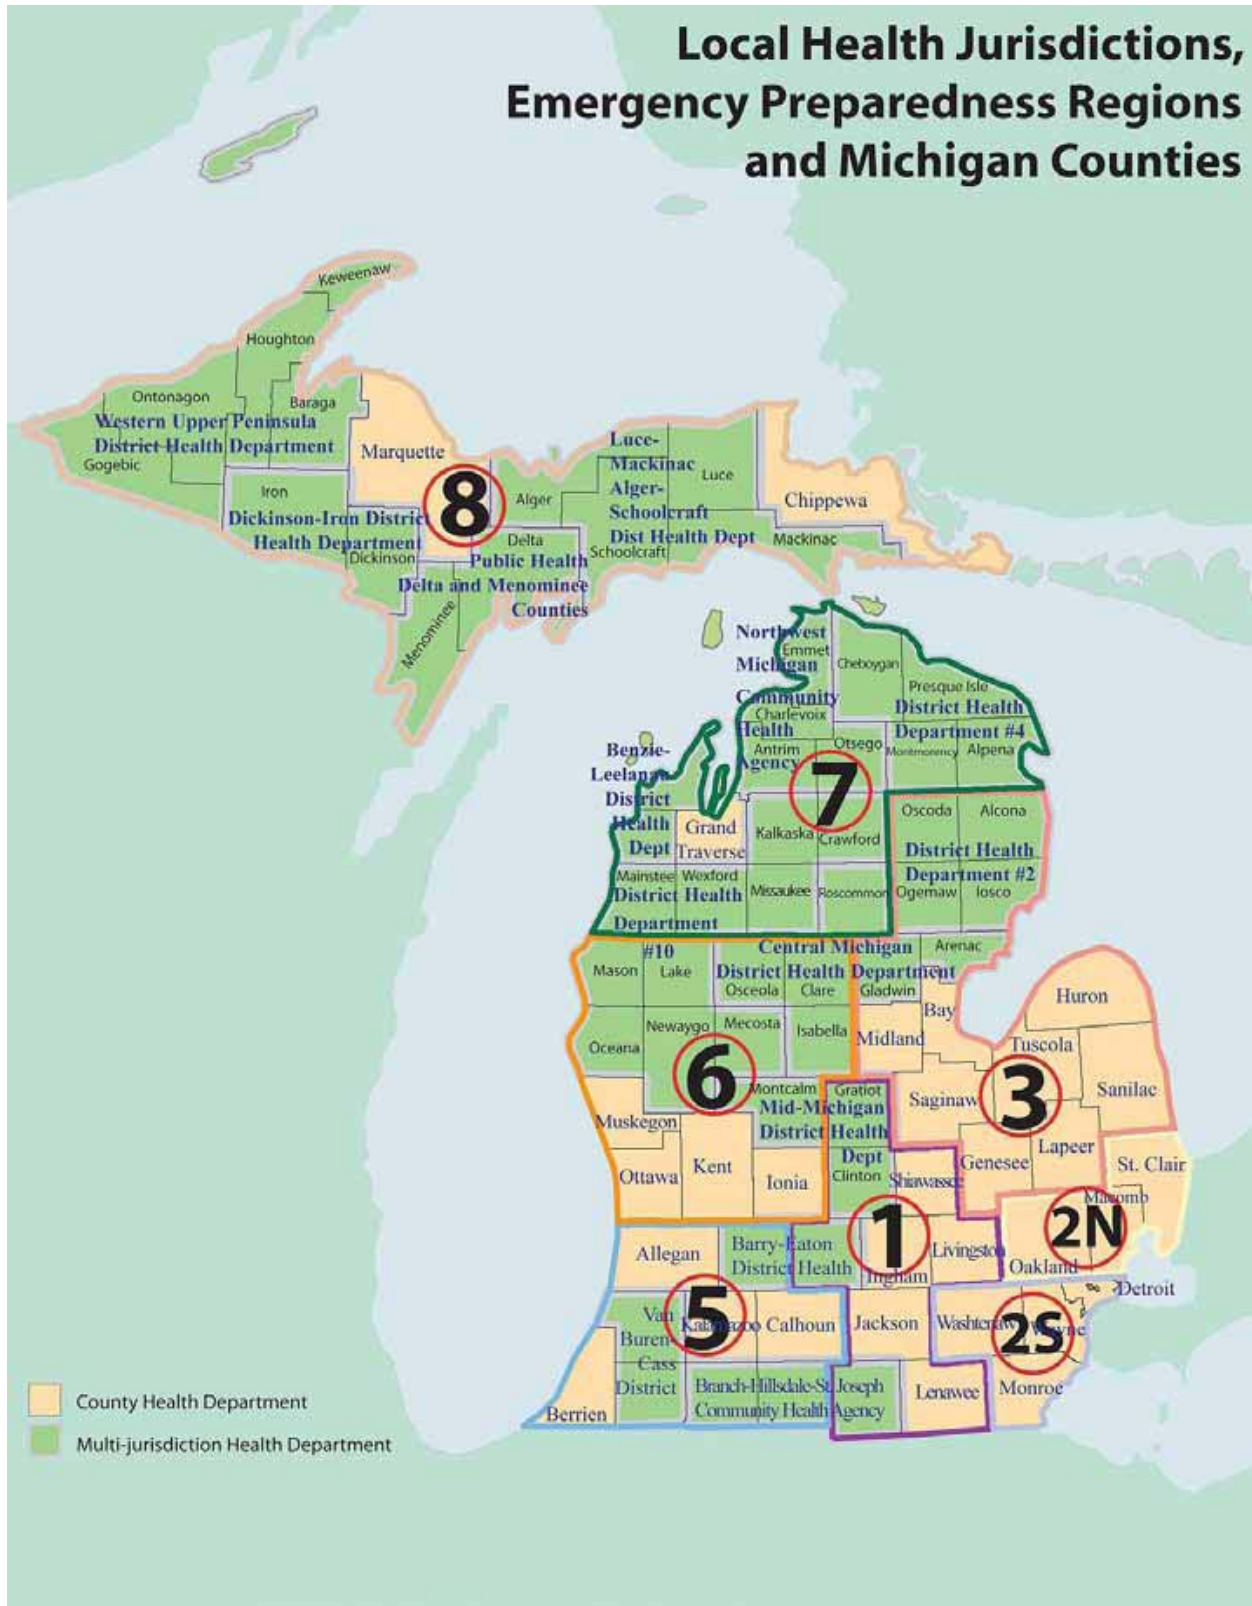 Local Health Jurisdictions,
Emergency Preparedness Regions
and Michigan Counties
Keweenaw
Houghton
Ontonagon
Baraga
Western Upper Peninsula
District Health Department
Gogebic
Marquette
Iron
Dickinson-Iron District
Health Department
Dickinson
8
Alger
Luce-
Mackinac
Alger-
Schoolcraft
Dist Health Dept
Luce
Chippewa
Mackinac
Schoolcraft
Delta
Public Health
Delta and Menominee
Counties
Menominee
Northwest
Michigan
Community
Health
Agency
Emmet
Cheboygan
Presque Isle
District Health
Department #4
Charlevoix
Antrim
Otsego
Montmorency
Alpena
7
Benzie-
Leelanau
District
Health
Dept
Grand
Traverse
Kalkaska
Crawford
Oscoda
Alcona
District Health
Department #2
Ogemaw
Iosco
Mainstee
Wexford
Missaukee
Roscommon
District Health
Department
#10
Central Michigan
District Health Department
Arenac
Mason
Lake
Osceola
Clare
Gladwin
Bay
Huron
Newaygo
Mecosta
Isabella
Midland
Oceana
Tuscola
6
3
Sanilac
Montcalm
Gratiot
Saginaw
Mid-Michigan
District Health
Dept
Muskegon
Lapeer
Genesee
St. Clair
Ottawa
Kent
Ionia
Clinton
Shiawassee
Macomb
2N
1
Allegan
Barry-Eaton
District Health
Livingston
Oakland
Ingham
Detroit
5
Van
Buren-
Cass
District
Kalamazoo
Calhoun
Jackson
Washtenaw
2S
Wayne
Berrien
Branch-Hillsdale-St Joseph
Community Health Agency
Lenawee
Monroe
County Health Department
Multi-jurisdiction Health Department